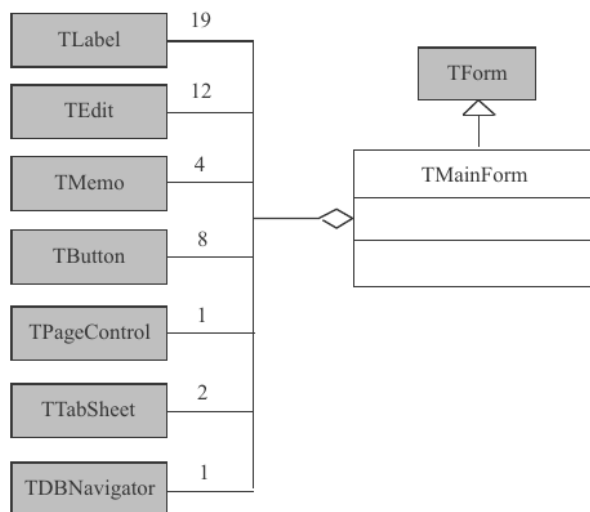 19
TLabel
TForm
12
TEdit
4
TMemo
TMainForm
8
TButton
1
TPageControl
2
TTabSheet
1
TDBNavigator